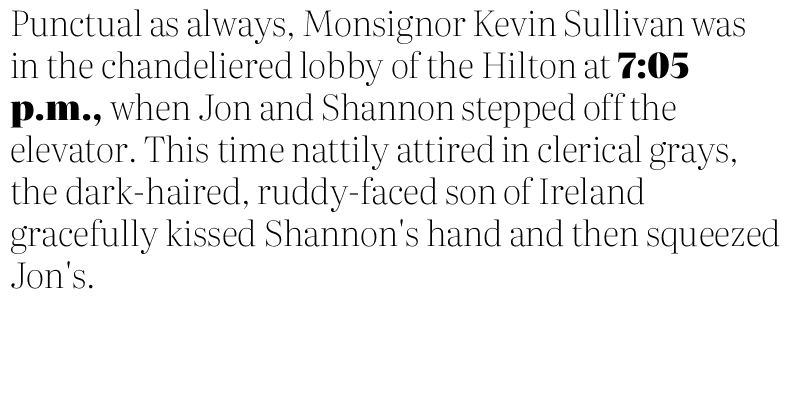 Punctual as always, Monsignor Kevin Sullivan was
in the chandeliered lobby of the Hilton at 7:05
p.m., when Jon and Shannon stepped off the
elevator. This time nattily attired in clerical grays,
the dark-haired, ruddy-faced son of Ireland
gracefully kissed Shannon's hand and then squeezed
Jon's.